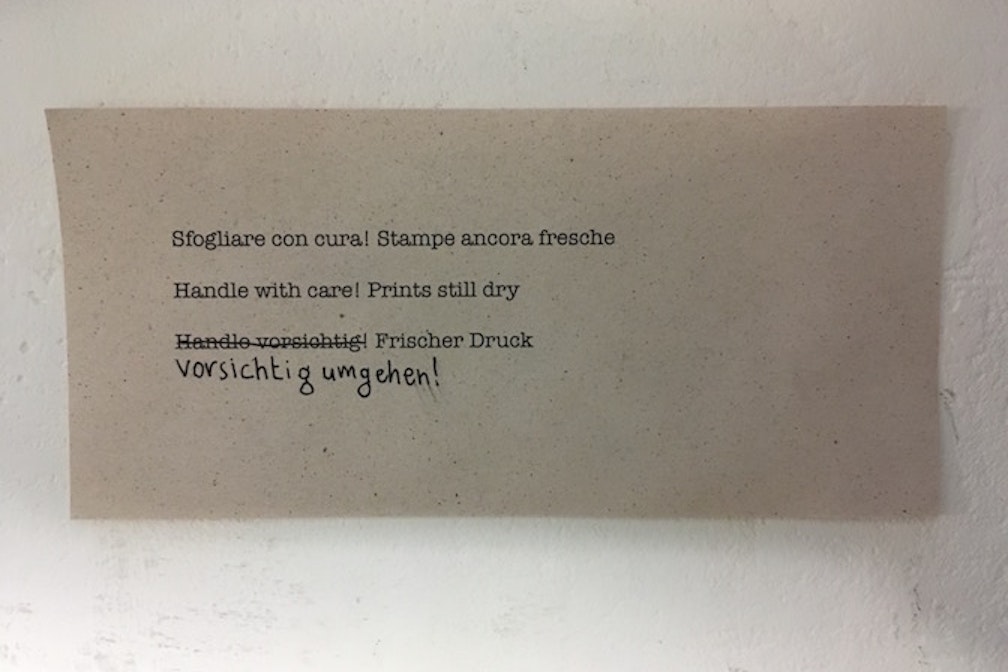 Sfogliare con cura! Stampe ancora fresche
Handle with care! Prints still dry
Handle vorsichtig! Frischer Druck
vorsichtig umgehen!